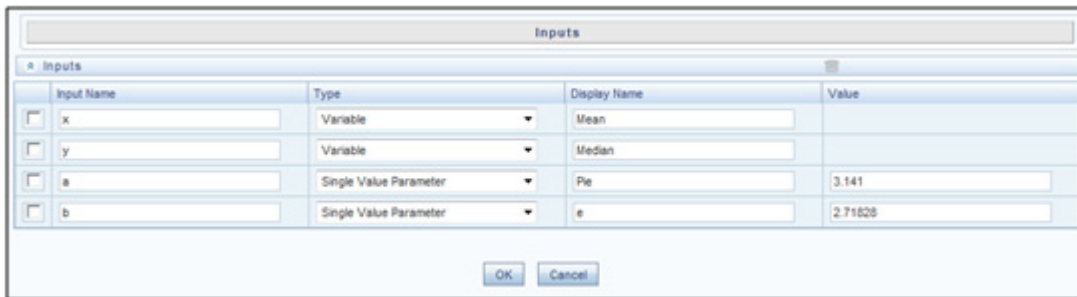 Inputs
Inputs
Input Name Type Display Name Value
x Variable Mean
y Variable Median
a Single Value Parameter Pie 3.141
b Single Value Parameter e 2.71828
OK Cancel